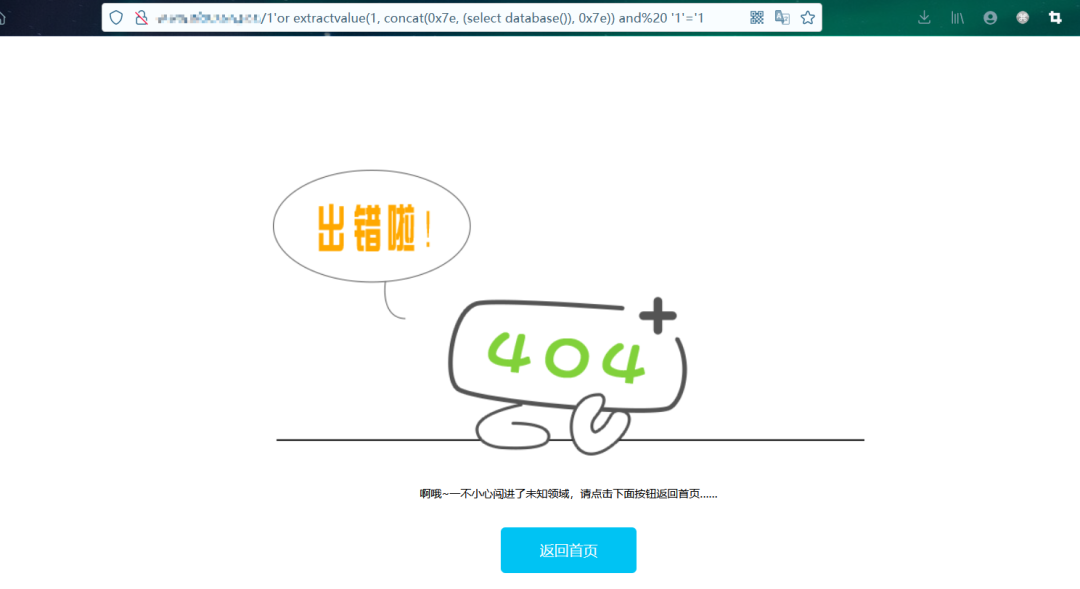 /1'or extractvalue(1, concat(0x7e, (select database()), 0x7e)) and%20 '1'='1
出错啦！
404
啊哦~一不小心闯进了未知领域，请点击下面按钮返回首页......
返回首页